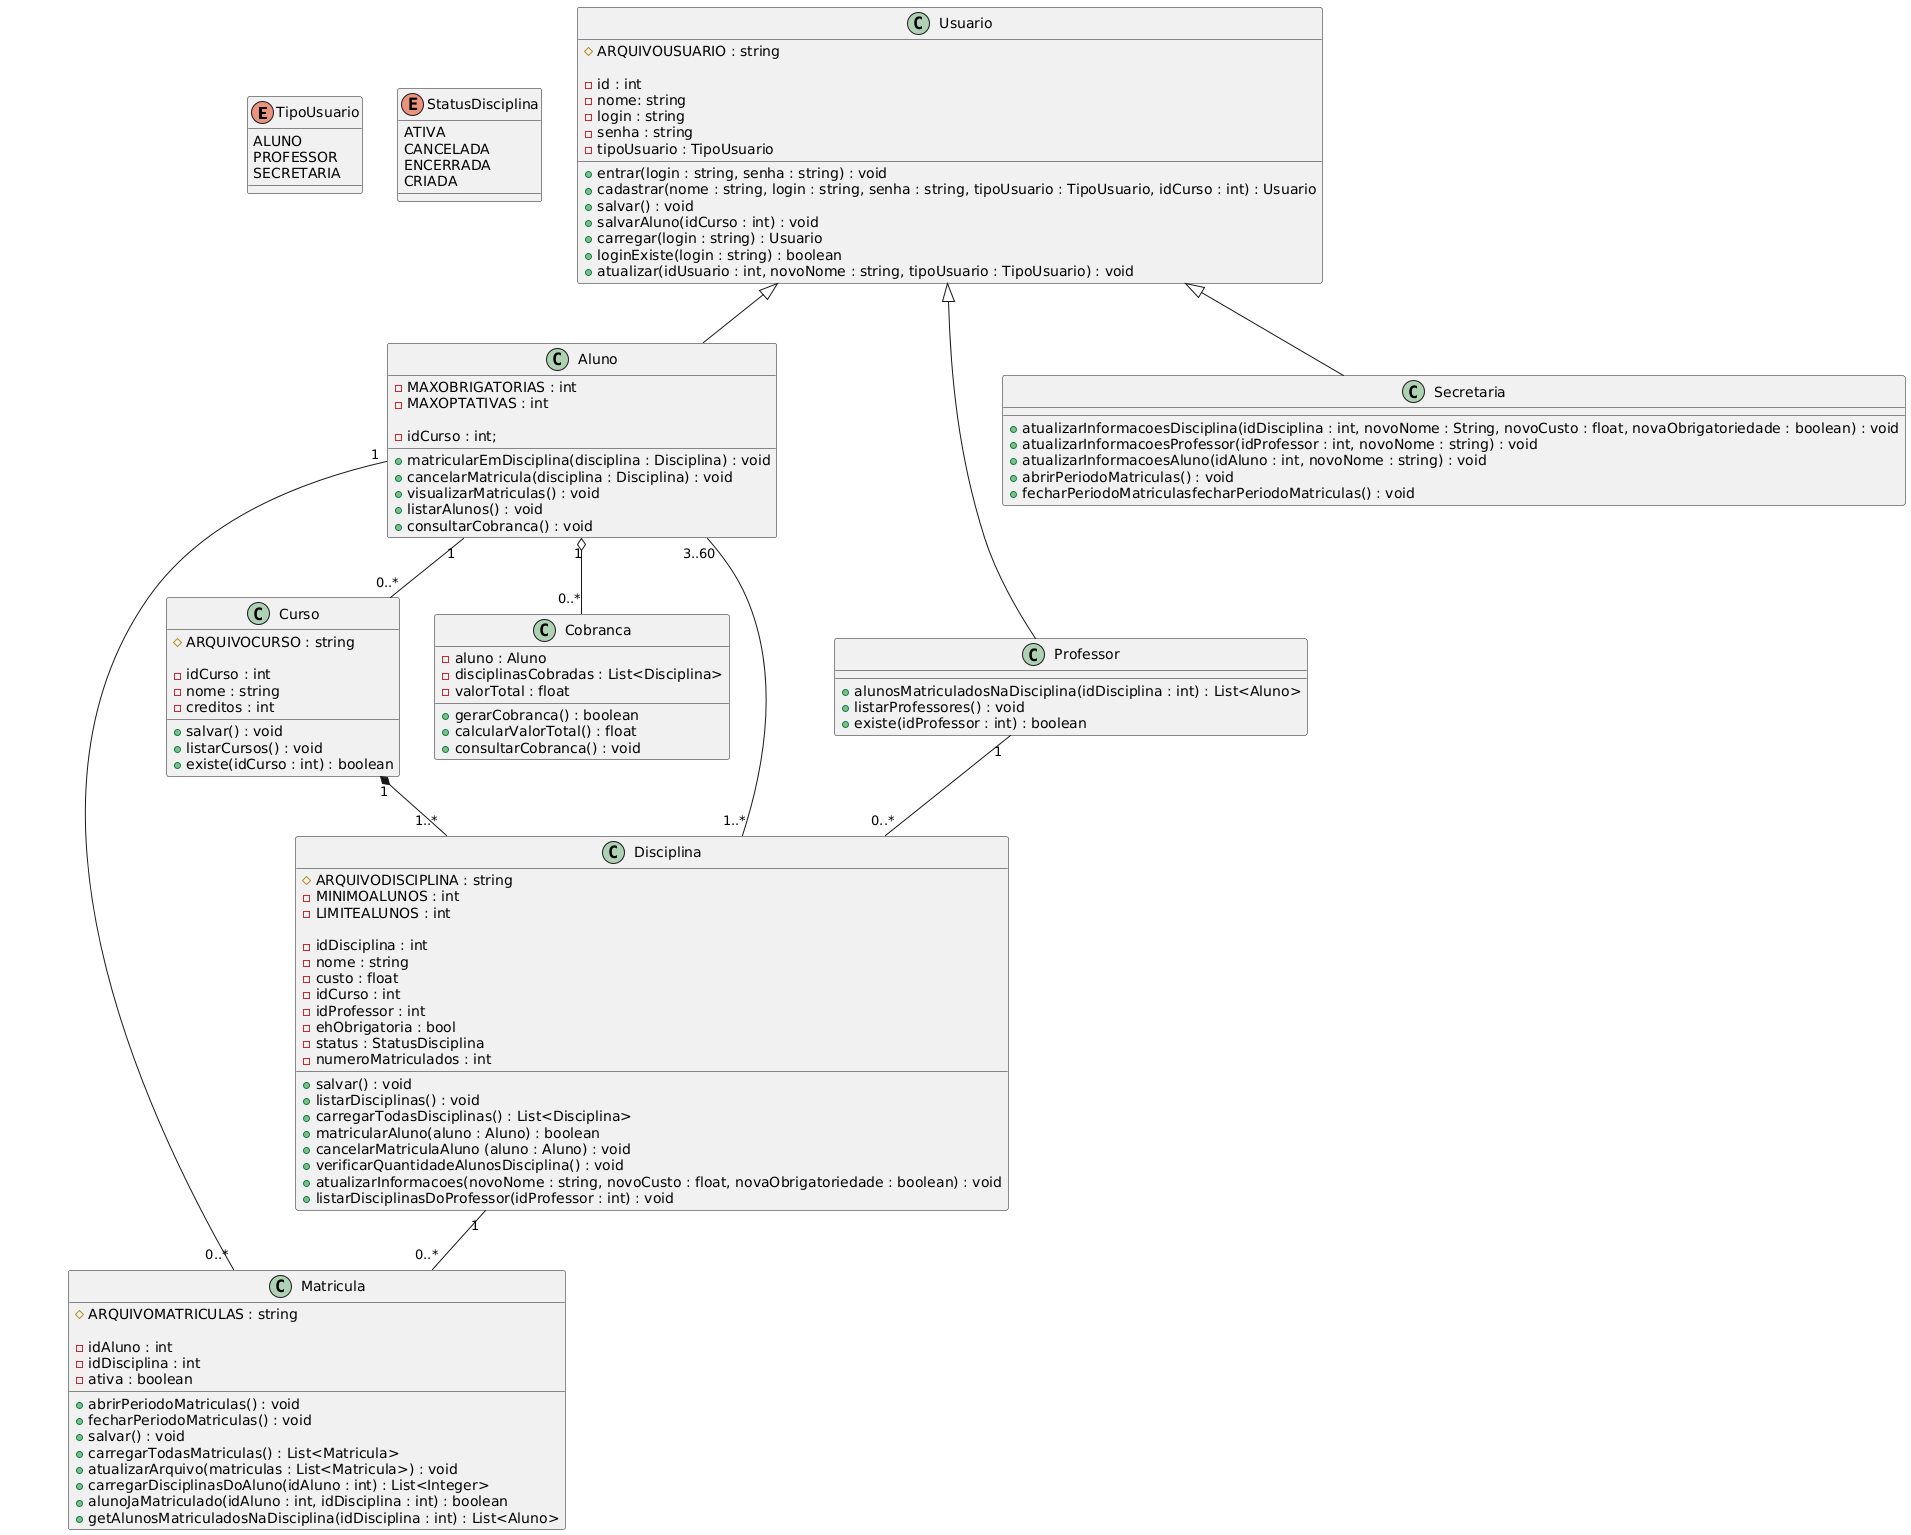 C Usuario
ARQUIVOUSUARIO : string
id : int
nome: string
login : string
senha : string
tipoUsuario : TipoUsuario
entrar(login : string, senha : string) : void
cadastrar(nome : string, login : string, senha : string, tipoUsuario : TipoUsuario, idCurso : int) : Usuario
salvar() : void
salvarAluno(idCurso : int) : void
carregar(login : string) : Usuario
loginExiste(login : string) : boolean
atualizar(idUsuario : int, novoNome : string, tipoUsuario : TipoUsuario) : void
E TipoUsuario
ALUNO
PROFESSOR
SECRETARIA
E StatusDisciplina
ATIVA
CANCELADA
ENCERRADA
CRIADA
C Aluno
MAXOBRIGATORIAS : int
MAXOPTATIVAS : int
idCurso : int;
matricularEmDisciplina(disciplina : Disciplina) : void
cancelarMatricula(disciplina : Disciplina) : void
visualizarMatriculas() : void
listarAlunos() : void
consultarCobranca() : void
C Secretaria
atualizarInformacoesDisciplina(idDisciplina : int, novoNome : String, novoCusto : float, novaObrigatoriedade : boolean) : void
atualizarInformacoesProfessor(idProfessor : int, novoNome : string) : void
atualizarInformacoesAluno(idAluno : int, novoNome : string) : void
abrirPeriodoMatriculas() : void
fecharPeriodoMatriculasfecharPeriodoMatriculas() : void
1
1
1
3..60
0..*
0..*
C Curso
ARQUIVOCURSO : string
idCurso : int
nome : string
creditos : int
salvar() : void
listarCursos() : void
existe(idCurso : int) : boolean
C Cobranca
aluno : Aluno
disciplinasCobradas : List<Disciplina>
valorTotal : float
gerarCobranca() : boolean
calcularValorTotal() : float
consultarCobranca() : void
C Professor
alunosMatriculadosNaDisciplina(idDisciplina : int) : List<Aluno>
listarProfessores() : void
existe(idProfessor : int) : boolean
1
1
1..*
1..*
0..*
C Disciplina
ARQUIVODISCIPLINA : string
MINIMOALUNOS : int
LIMITEALUNOS : int
idDisciplina : int
nome : string
custo : float
idCurso : int
idProfessor : int
ehObrigatoria : bool
status : StatusDisciplina
numeroMatriculados : int
salvar() : void
listarDisciplinas() : void
carregarTodasDisciplinas() : List<Disciplina>
matricularAluno(aluno : Aluno) : boolean
cancelarMatriculaAluno (aluno : Aluno) : void
verificarQuantidadeAlunosDisciplina() : void
atualizarInformacoes(novoNome : string, novoCusto : float, novaObrigatoriedade : boolean) : void
listarDisciplinasDoProfessor(idProfessor : int) : void
1
0..*
0..*
C Matricula
ARQUIVOMATRICULAS : string
idAluno : int
idDisciplina : int
ativa : boolean
abrirPeriodoMatriculas() : void
fecharPeriodoMatriculas() : void
salvar() : void
carregarTodasMatriculas() : List<Matricula>
atualizarArquivo(matriculas : List<Matricula>) : void
carregarDisciplinasDoAluno(idAluno : int) : List<Integer>
alunoJaMatriculado(idAluno : int, idDisciplina : int) : boolean
getAlunosMatriculadosNaDisciplina(idDisciplina : int) : List<Aluno>